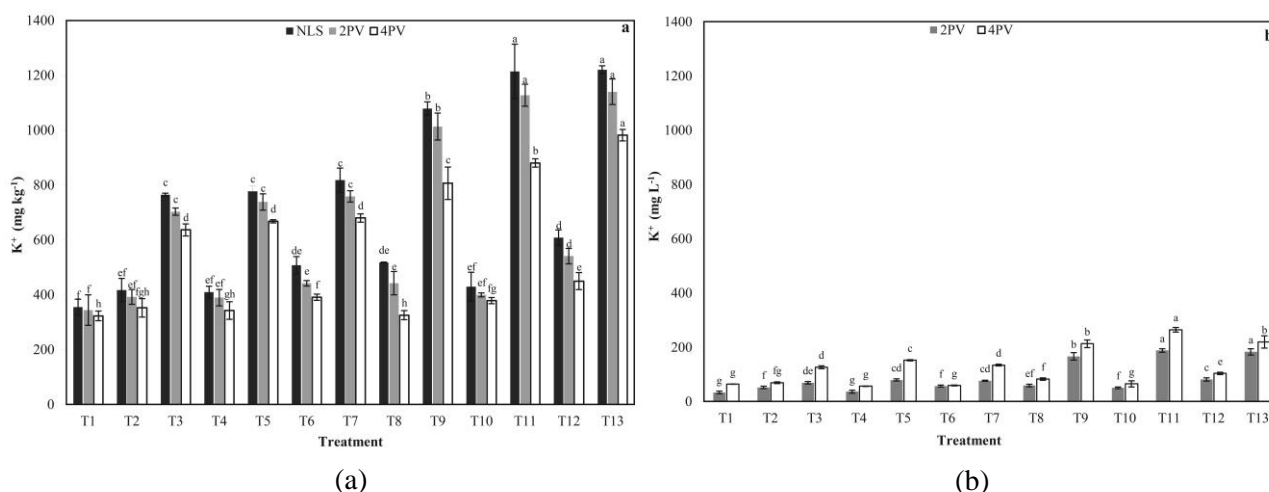 1400
1200
1000
800
600
400
200
0
K⁺ (mg kg⁻¹)
NLS 2PV 4PV
a
f f h
ef ef fgh
c c d
ef ef gh
c c d
de e f
c c d
de e h
b b c
ef ef fg
a a b
d d e
a a a
T1 T2 T3 T4 T5 T6 T7 T8 T9 T10 T11 T12 T13
Treatment
(a)
1400
1200
1000
800
600
400
200
0
K⁺ (mg L⁻¹)
2PV 4PV
g g
f fg
de d
g g
cd c
f g
cd d
ef f
b b
f g
a a
c e
a b
T1 T2 T3 T4 T5 T6 T7 T8 T9 T10 T11 T12 T13
Treatment
(b)